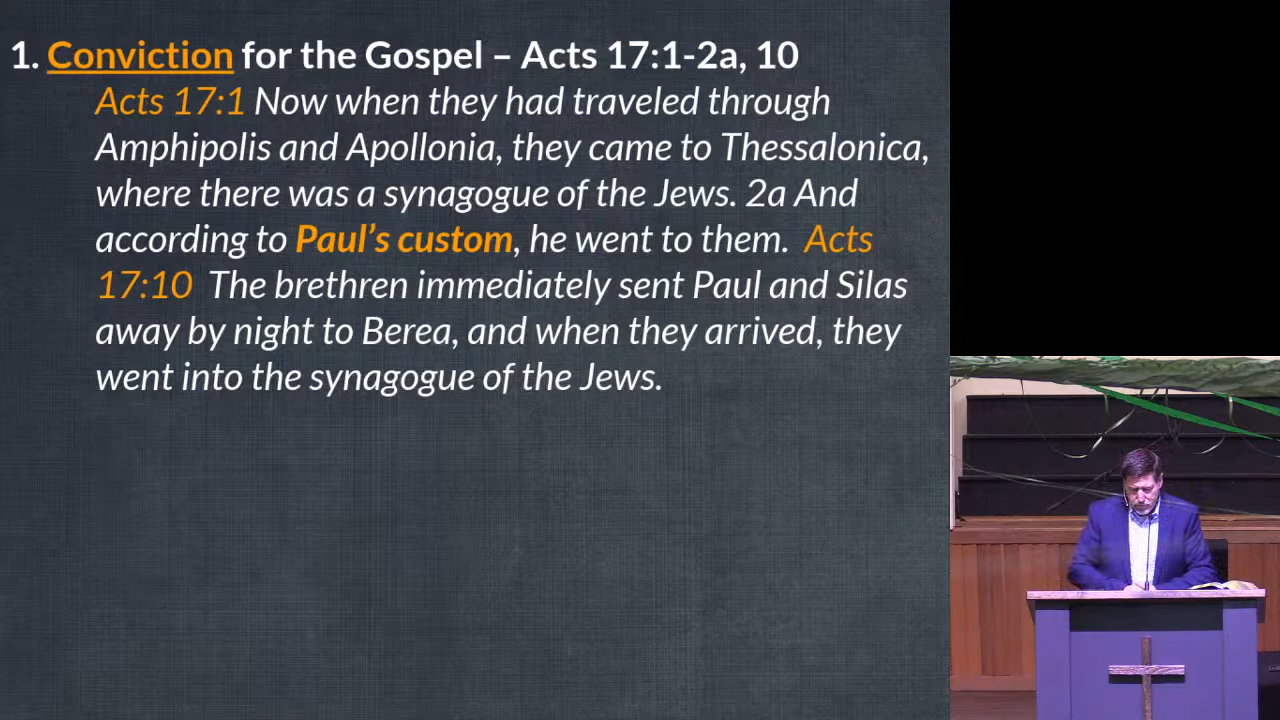 1. Conviction for the Gospel – Acts 17:1-2a, 10
Acts 17:1 Now when they had traveled through
Amphipolis and Apollonia, they came to Thessalonica,
where there was a synagogue of the Jews. 2a And
according to Paul’s custom, he went to them. Acts
17:10 The brethren immediately sent Paul and Silas
away by night to Berea, and when they arrived, they
went into the synagogue of the Jews.